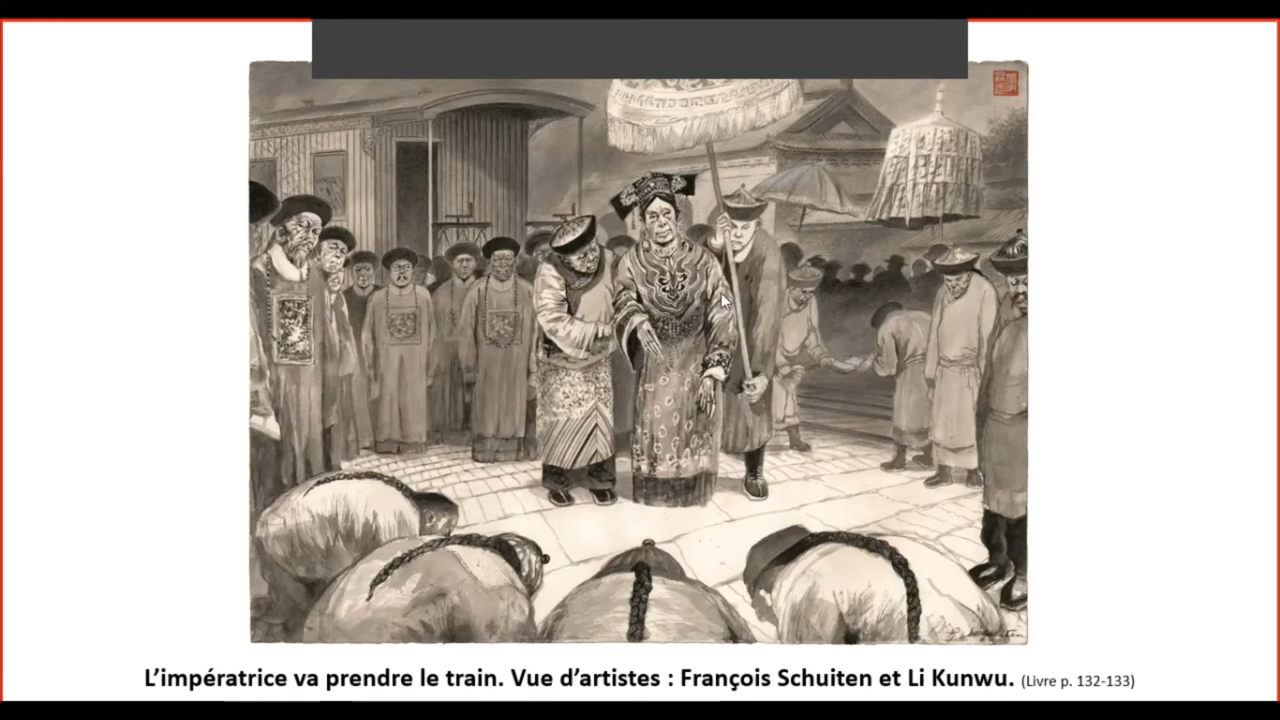 L’impératrice va prendre le train. Vue d’artistes : François Schuiten et Li Kunwu. (Livre p. 132-133)